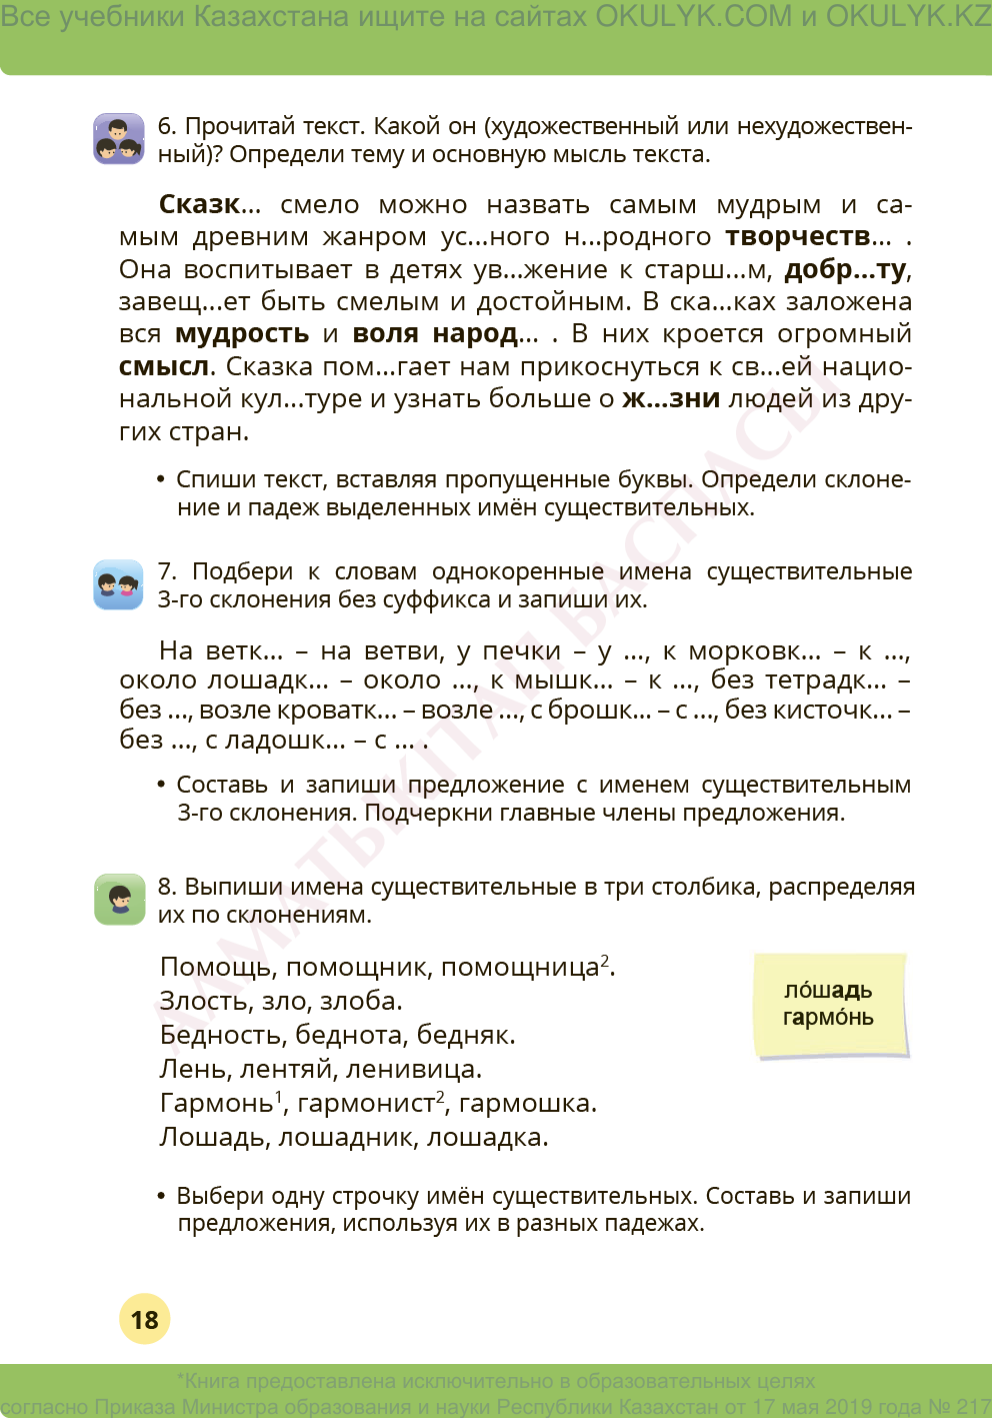 Все учебники Казахстана ищите на сайтах OKULYK.COM и OKULYK.KZ
6. Прочитай текст. Какой он (художественный или нехудожествен-
ный)? Определи тему и основную мысль текста.
Сказк... смело можно назвать самым мудрым и са-
мым древним жанром ус...ного н...родного творчеств... .
Она воспитывает в детях ув...жение к старш...м, добр...ту,
завещ...ет быть смелым и достойным. В ска...ках заложена
вся мудрость и воля народ... . В них кроется огромный
смысл. Сказка пом...гает нам прикоснуться к св...ей нацио-
нальной кул...туре и узнать больше о ж...зни людей из дру-
гих стран.
• Спиши текст, вставляя пропущенные буквы. Определи склоне-
ние и падеж выделенных имён существительных.
7. Подбери к словам однокоренные имена существительные
3-го склонения без суффикса и запиши их.
На ветк... – на ветви, у печки – у ..., к морковк... – к ...,
около лошадк... – около ..., к мышк... – к ..., без тетрадк... –
без ..., возле кроватк... – возле ..., с брошк... – с ..., без кисточк... –
без ..., с ладошк... – с ... .
• Составь и запиши предложение с именем существительным
3-го склонения. Подчеркни главные члены предложения.
8. Выпиши имена существительные в три столбика, распределяя
их по склонениям.
Помощь, помощник, помощница².
Злость, зло, злоба.
Бедность, беднота, бедняк.
Лень, лентяй, ленивица.
Гармонь¹, гармонист², гармошка.
Лошадь, лошадник, лошадка.
ло́шадь
гармо́нь
• Выбери одну строчку имён существительных. Составь и запиши
предложения, используя их в разных падежах.
18
АЛМАТЫКІТАП БАСПАСЫ
*Книга предоставлена исключительно в образовательных целях
согласно Приказа Министра образования и науки Республики Казахстан от 17 мая 2019 года № 217